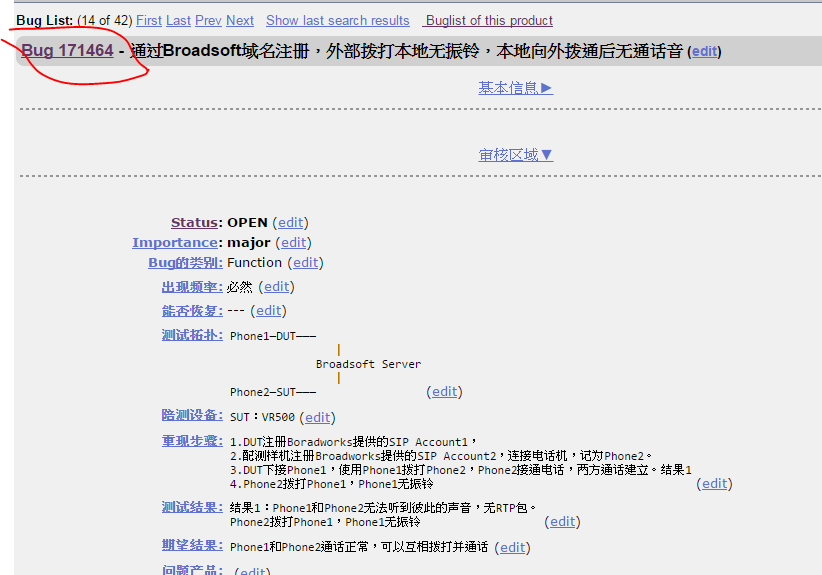 Bug List: (14 of 42) First Last Prev Next Show last search results Buglist of this product
Bug 171464 - 通过Broadsoft域名注册，外部拨打本地无振铃，本地向外拨通后无通话音 (edit)
基本信息▶
审核区域▼
Status: OPEN (edit)
Importance: major (edit)
Bug的类别: Function (edit)
出现频率: 必然 (edit)
能否恢复: --- (edit)
测试拓扑: Phone1—DUT———
|
Broadsoft Server
|
Phone2—SUT——— (edit)
陪测设备: SUT：VR500 (edit)
重现步骤: 1.DUT注册Boradworks提供的SIP Account1，
2.配测样机注册Broadworks提供的SIP Account2，连接电话机，记为Phone2。
3.DUT下接Phone1，使用Phone1拨打Phone2，Phone2接通电话，两方通话建立。结果1
4.Phone2拨打Phone1，Phone1无振铃 (edit)
测试结果: 结果1：Phone1和Phone2无法听到彼此的声音，无RTP包。
Phone2拨打Phone1，Phone1无振铃 (edit)
期望结果: Phone1和Phone2通话正常，可以互相拨打并通话 (edit)
问题产品: (edit)